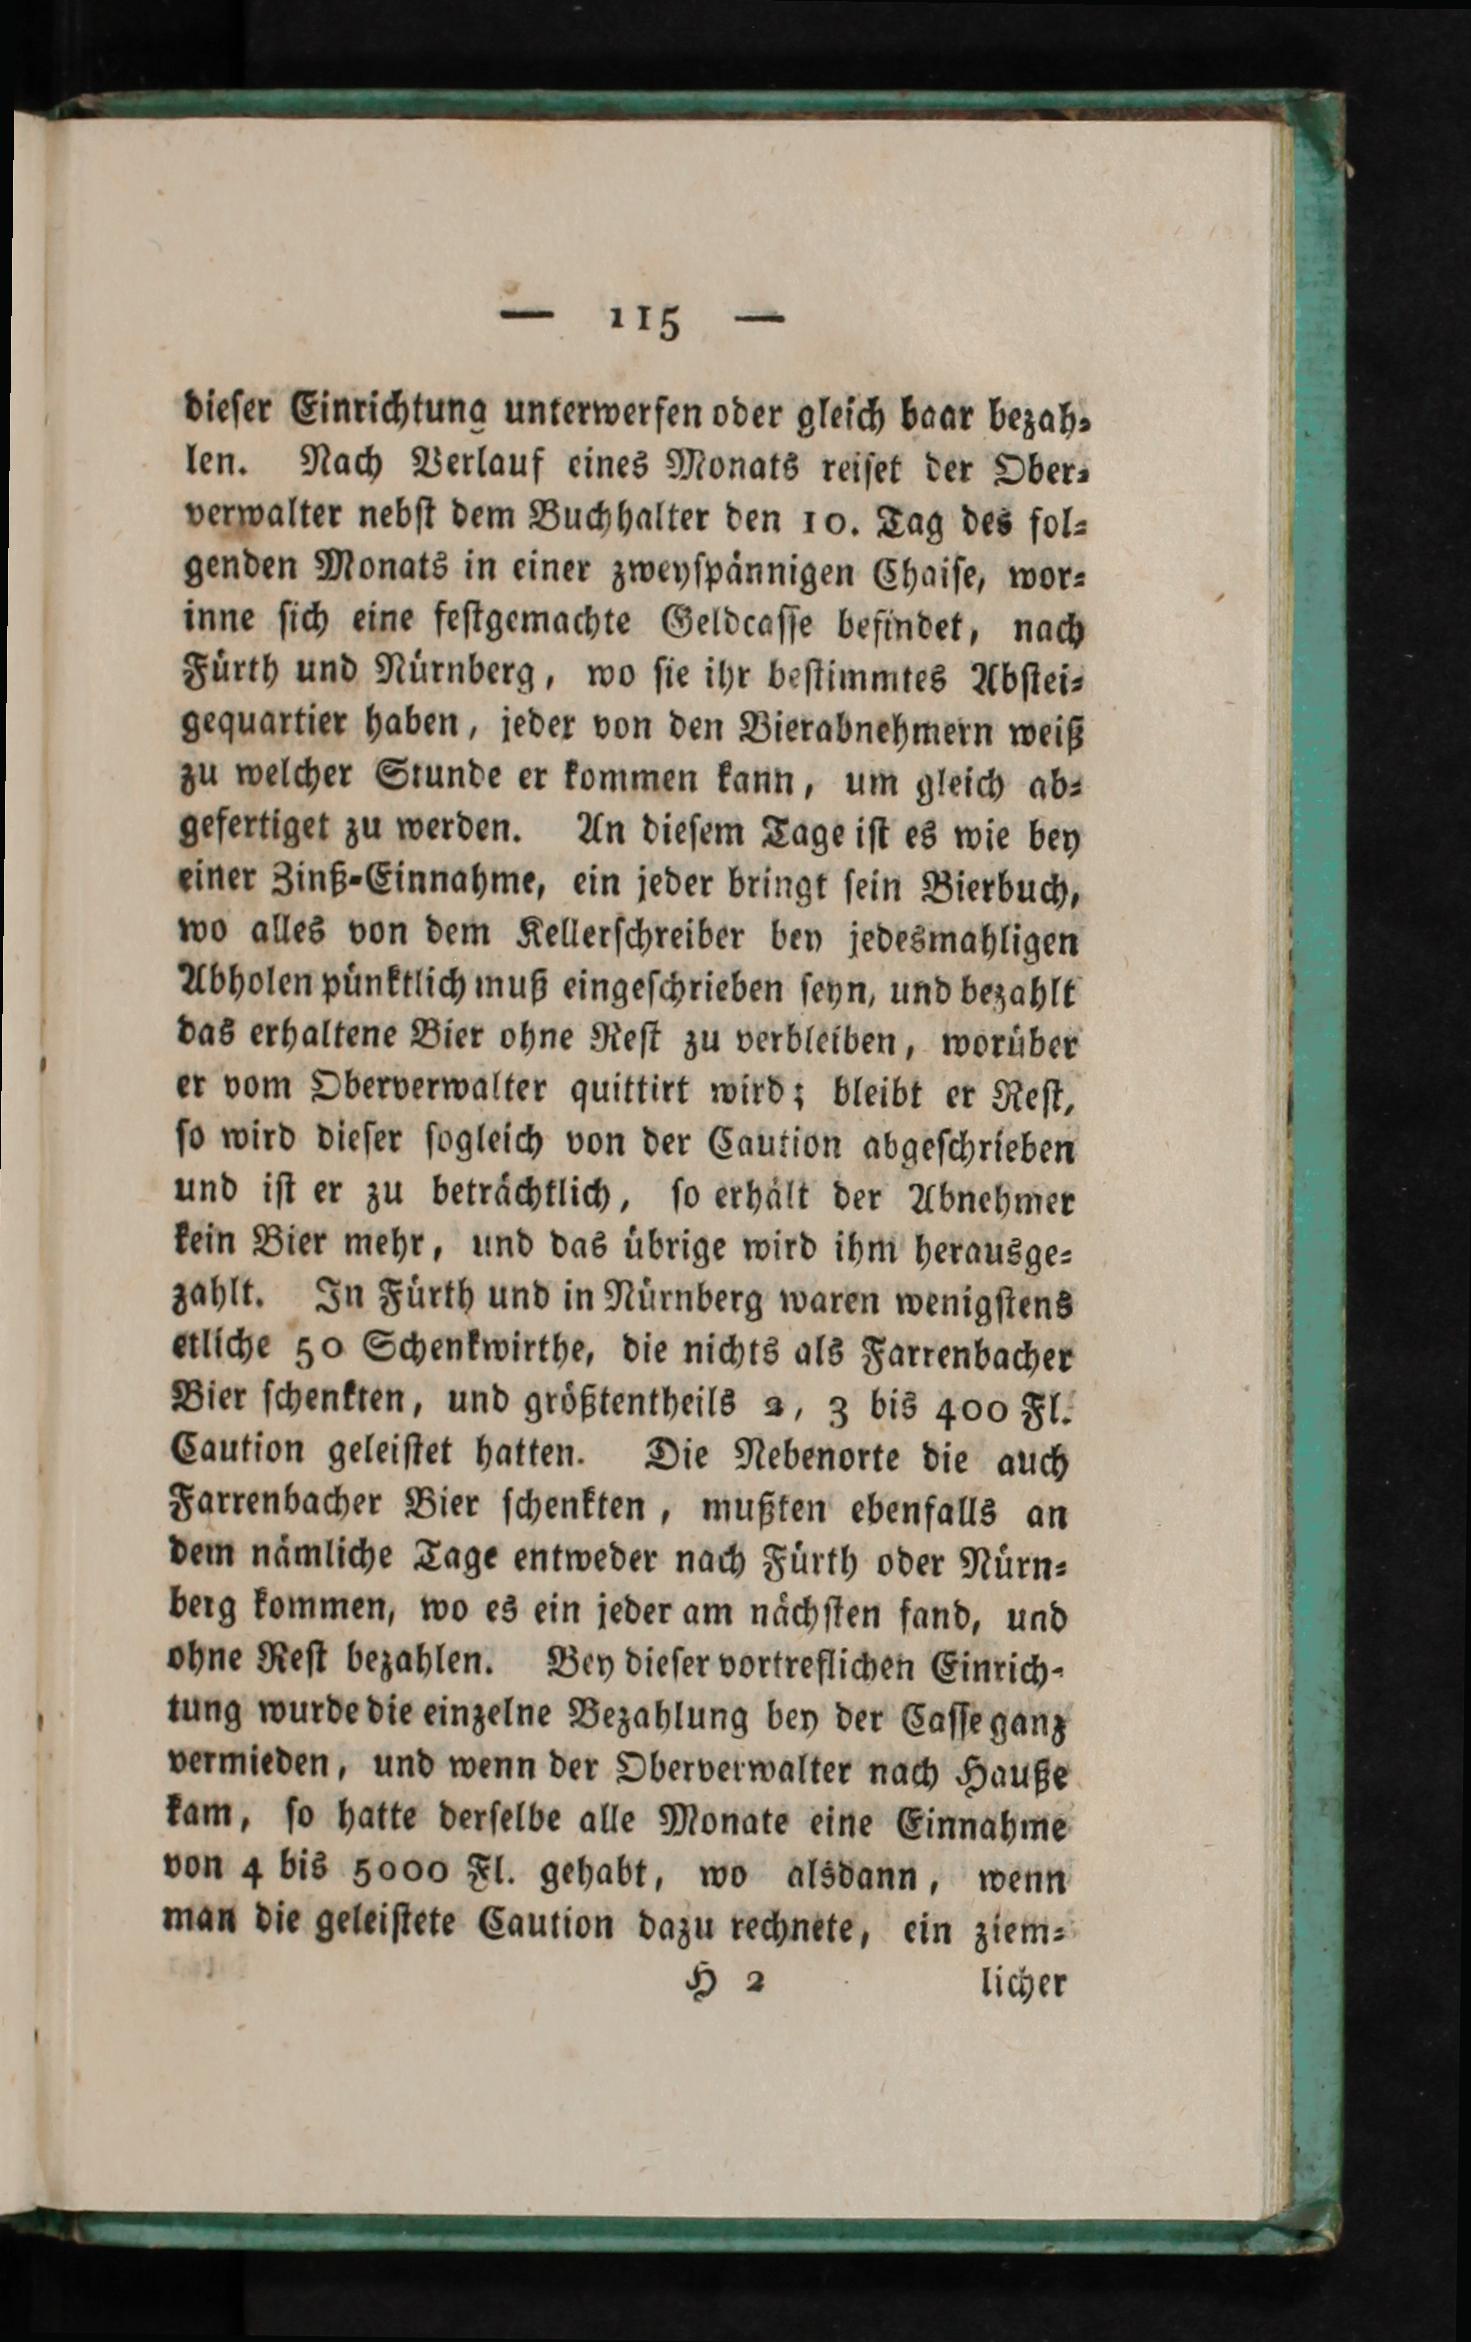 — 115 —
dieser Einrichtung unterwerfen oder gleich baar bezah-
len. Nach Verlauf eines Monats reiset der Ober-
verwalter nebst dem Buchhalter den 10. Tag des fol-
genden Monats in einer zweyspännigen Chaise, wor-
inne sich eine festgemachte Geldcasse befindet, nach
Fürth und Nürnberg, wo sie ihr bestimmtes Abstei-
gequartier haben, jeder von den Bierabnehmern weiß
zu welcher Stunde er kommen kann, um gleich ab-
gefertiget zu werden. An diesem Tage ist es wie bey
einer Zinß-Einnahme, ein jeder bringt sein Bierbuch,
wo alles von dem Kellerschreiber bey jedesmahligen
Abholen pünktlich muß eingeschrieben seyn, und bezahlt
das erhaltene Bier ohne Rest zu verbleiben, worüber
er vom Oberverwalter quittirt wird; bleibt er Rest,
so wird dieser sogleich von der Caution abgeschrieben
und ist er zu beträchtlich, so erhält der Abnehmer
kein Bier mehr, und das übrige wird ihm herausge-
zahlt. In Fürth und in Nürnberg waren wenigstens
etliche 50 Schenkwirthe, die nichts als Farrenbacher
Bier schenkten, und größtentheils 2, 3 bis 400 Fl.
Caution geleistet hatten. Die Nebenorte die auch
Farrenbacher Bier schenkten, mußten ebenfalls an
dem nämliche Tage entweder nach Fürth oder Nürn-
berg kommen, wo es ein jeder am nächsten fand, und
ohne Rest bezahlen. Bey dieser vortreflichen Einrich-
tung wurde die einzelne Bezahlung bey der Casse ganz
vermieden, und wenn der Oberverwalter nach Hauße
kam, so hatte derselbe alle Monate eine Einnahme
von 4 bis 5000 Fl. gehabt, wo alsdann, wenn
man die geleistete Caution dazu rechnete, ein ziem-
H 2 licher